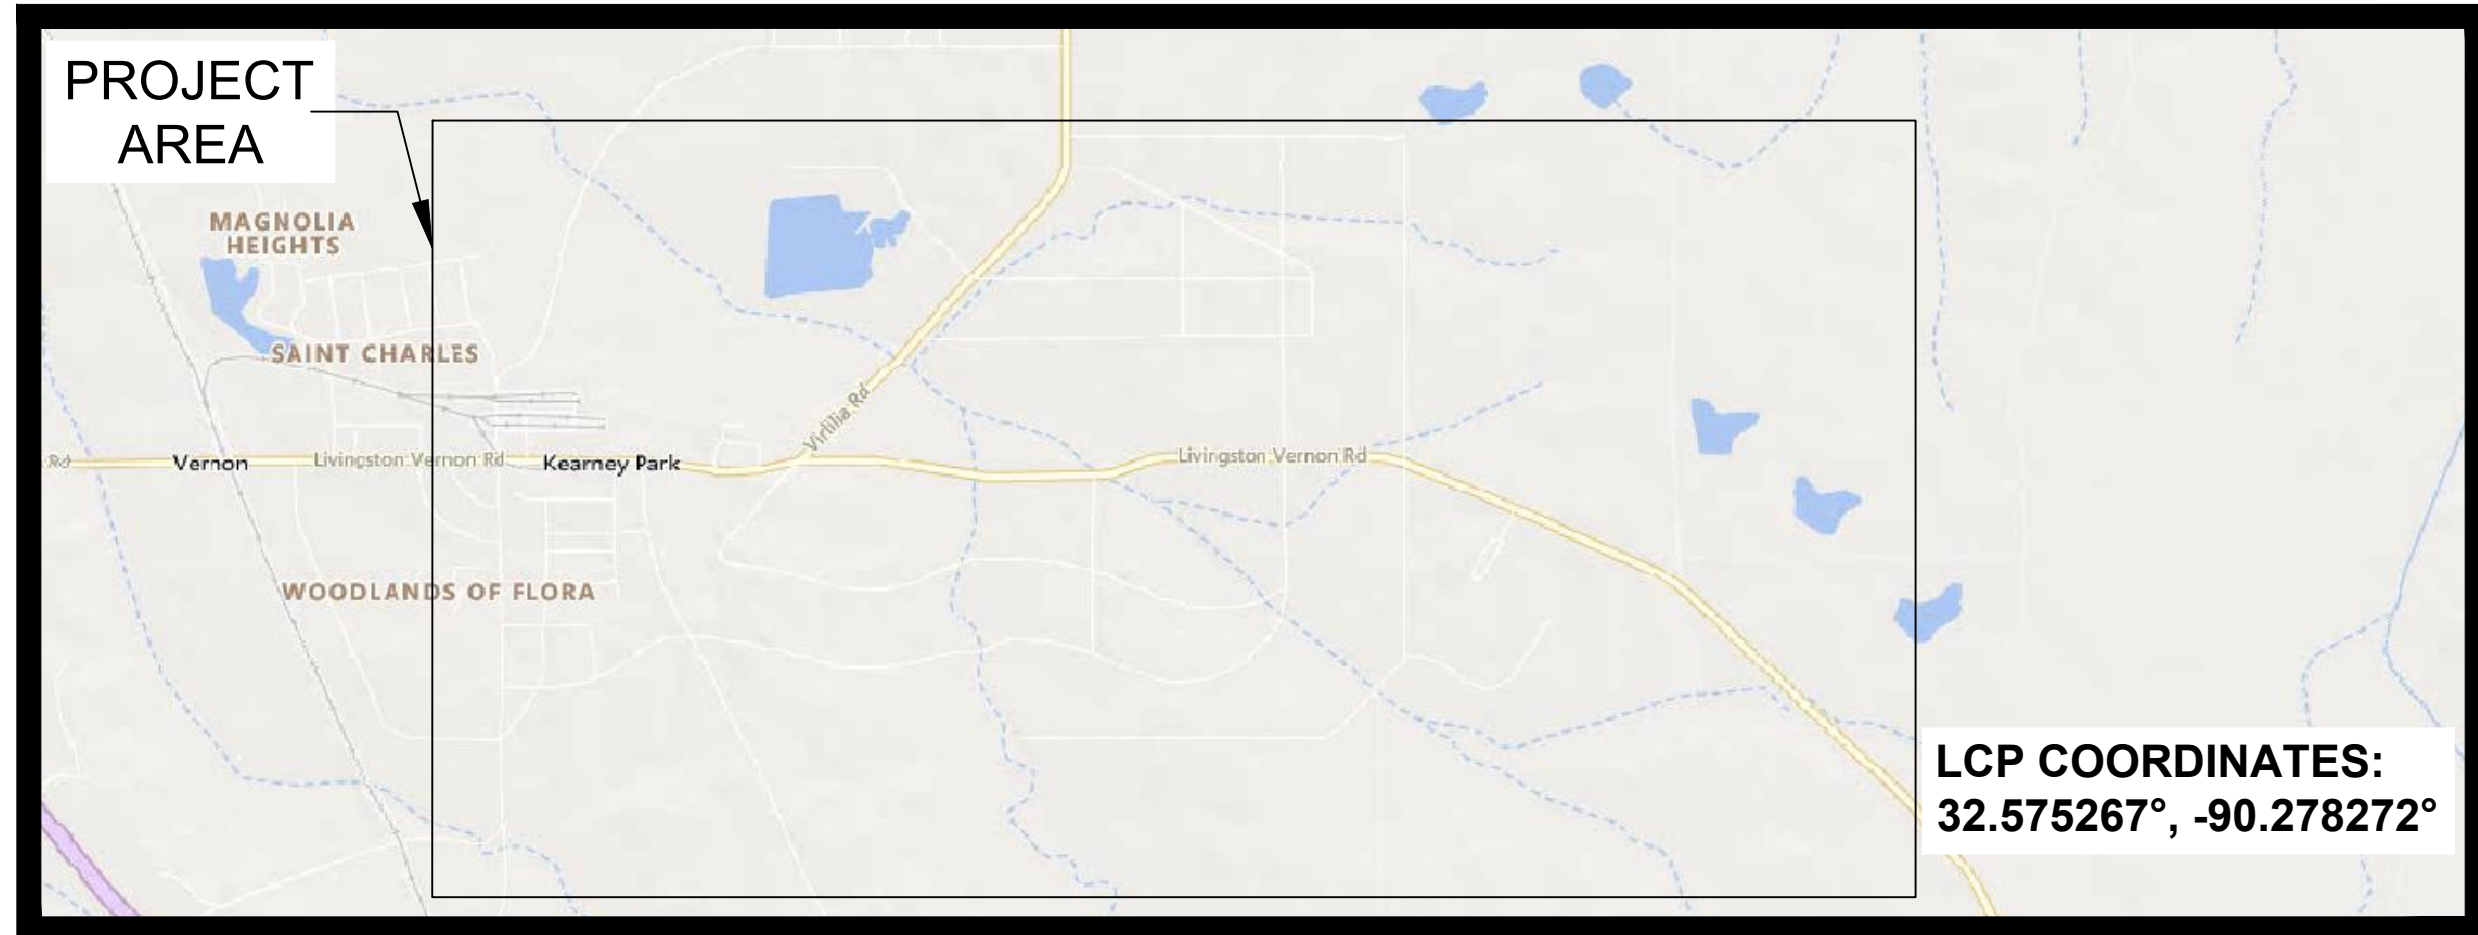 PROJECT
AREA
MAGNOLIA
HEIGHTS
SAINT CHARLES
Virlilia Rd
Rd
Vernon
Livingston Vernon Rd
Kearney Park
Livingston Vernon Rd
WOODLANDS OF FLORA
LCP COORDINATES:
32.575267°, -90.278272°